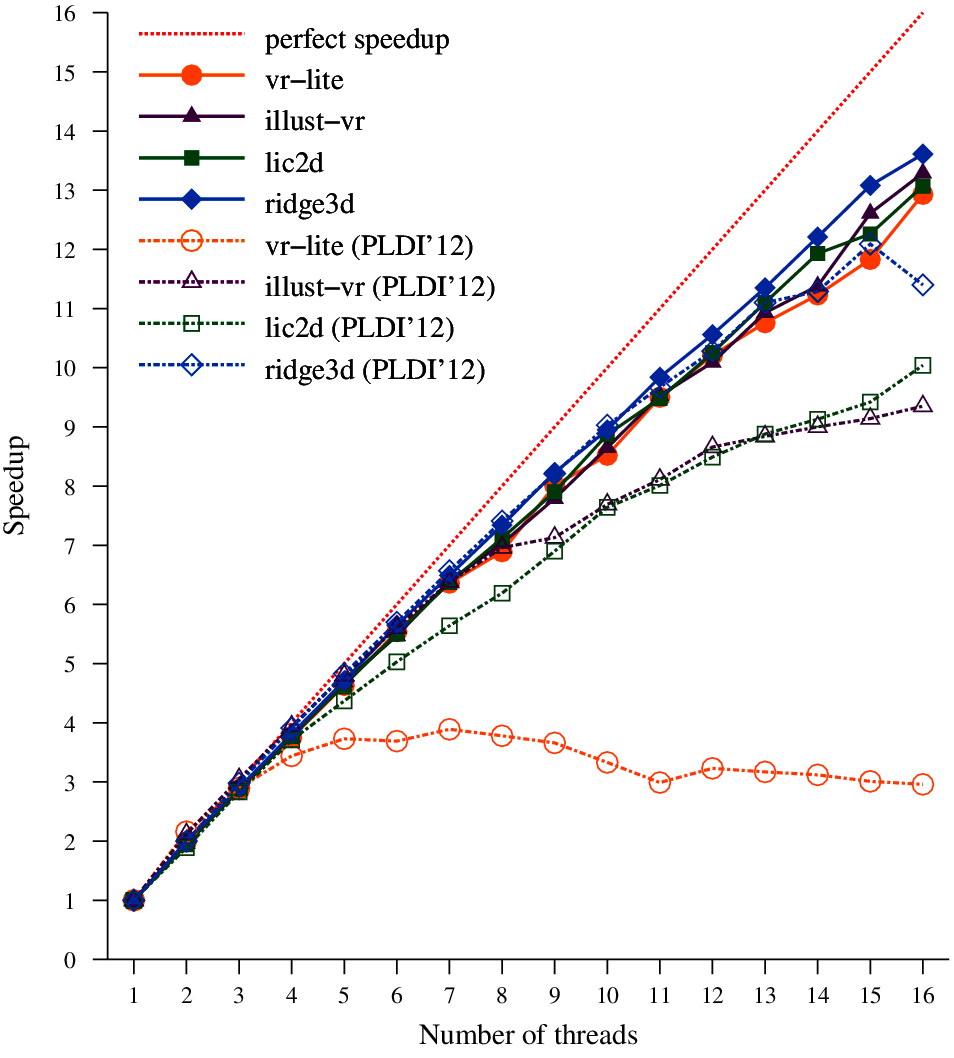 16
15
14
13
12
11
10
9
8
7
6
5
4
3
2
1
0
Speedup
perfect speedup
vr−lite
illust−vr
lic2d
ridge3d
vr−lite (PLDI'12)
illust−vr (PLDI'12)
lic2d (PLDI'12)
ridge3d (PLDI'12)
1 2 3 4 5 6 7 8 9 10 11 12 13 14 15 16
Number of threads